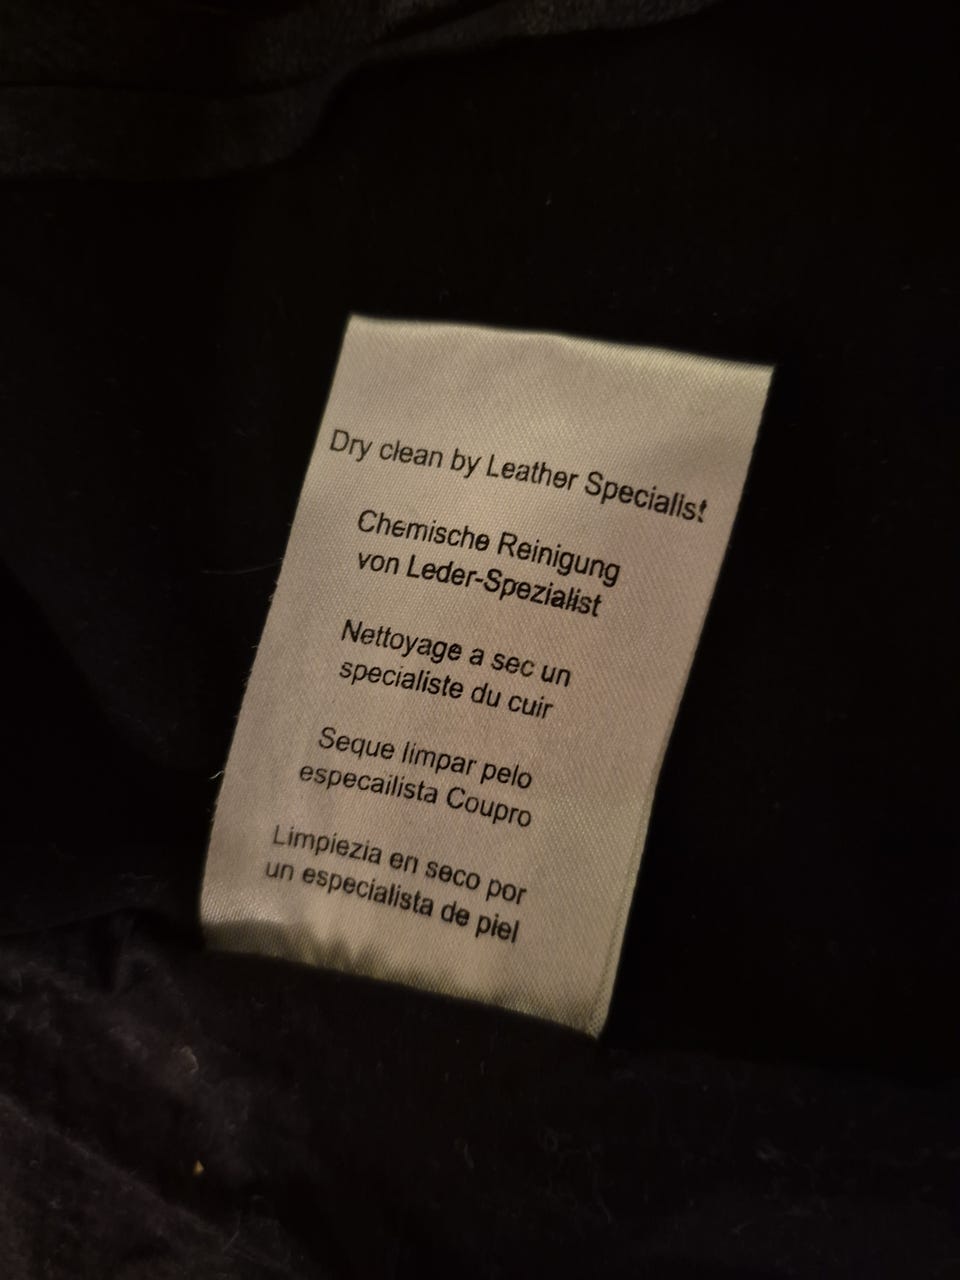 Dry clean by Leather Specialist
Chemische Reinigung
von Leder-Spezialist
Nettoyage a sec un
specialiste du cuir
Seque limpar pelo
especailista Coupro
Limpiezia en seco por
un especialista de piel